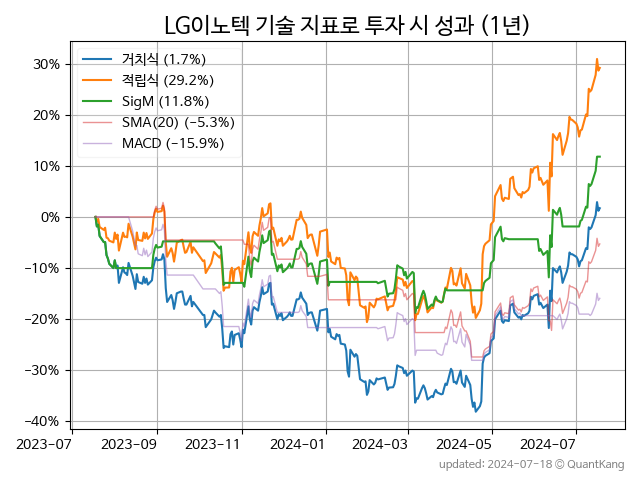 LG이노텍 기술 지표로 투자 시 성과 (1년)
거치식 (1.7%)
적립식 (29.2%)
SigM (11.8%)
SMA(20) (−5.3%)
MACD (−15.9%)
30%
20%
10%
0%
−10%
−20%
−30%
−40%
2023-07
2023-09
2023-11
2024-01
2024-03
2024-05
2024-07
updated: 2024-07-18 ⓒ QuantKang